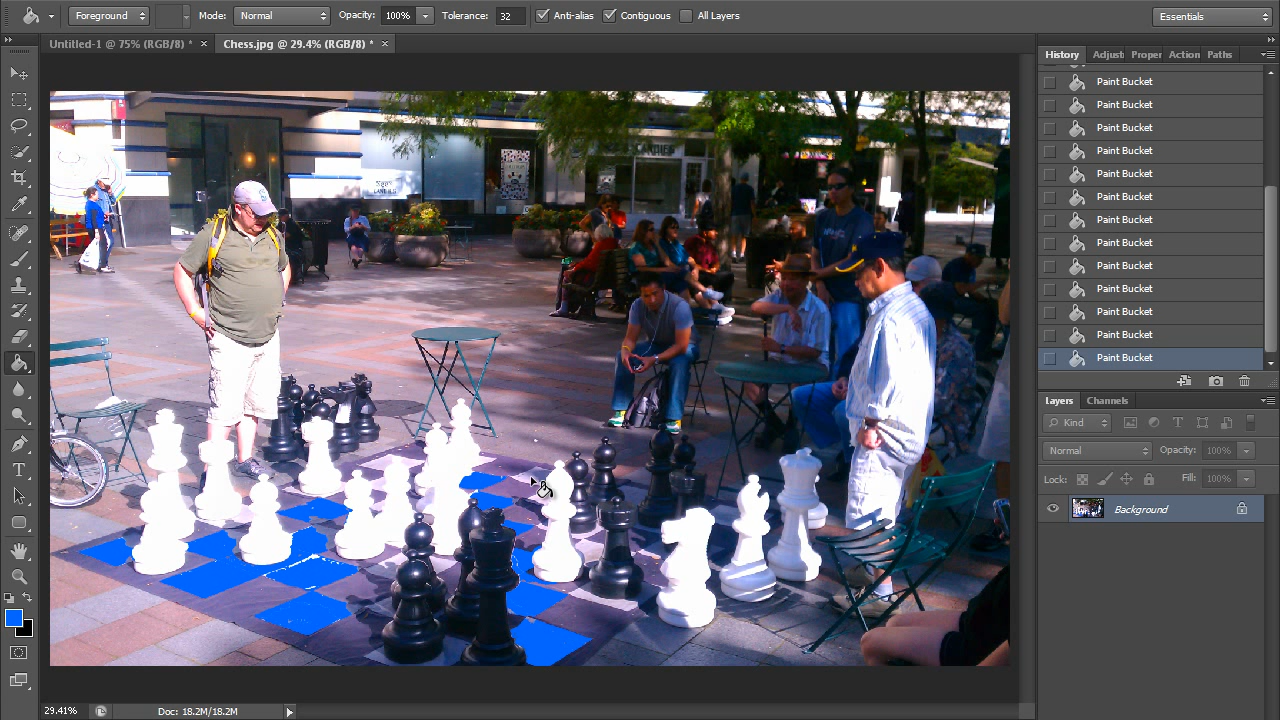 Foreground
Mode:
Normal
Opacity:
100%
Tolerance:
32
Anti-alias
Contiguous
All Layers
Essentials
Untitled-1 @ 75% (RGB/8) * ×
Chess.jpg @ 29.4% (RGB/8) * ×
History
Adjust
Proper
Action
Paths
Paint Bucket
Paint Bucket
Paint Bucket
Paint Bucket
Paint Bucket
Paint Bucket
Paint Bucket
Paint Bucket
Paint Bucket
Paint Bucket
Paint Bucket
Paint Bucket
Paint Bucket
Layers
Channels
Kind
Normal
Opacity:
100%
Lock:
Fill:
100%
Background
29.41%
Doc: 18.2M/18.2M